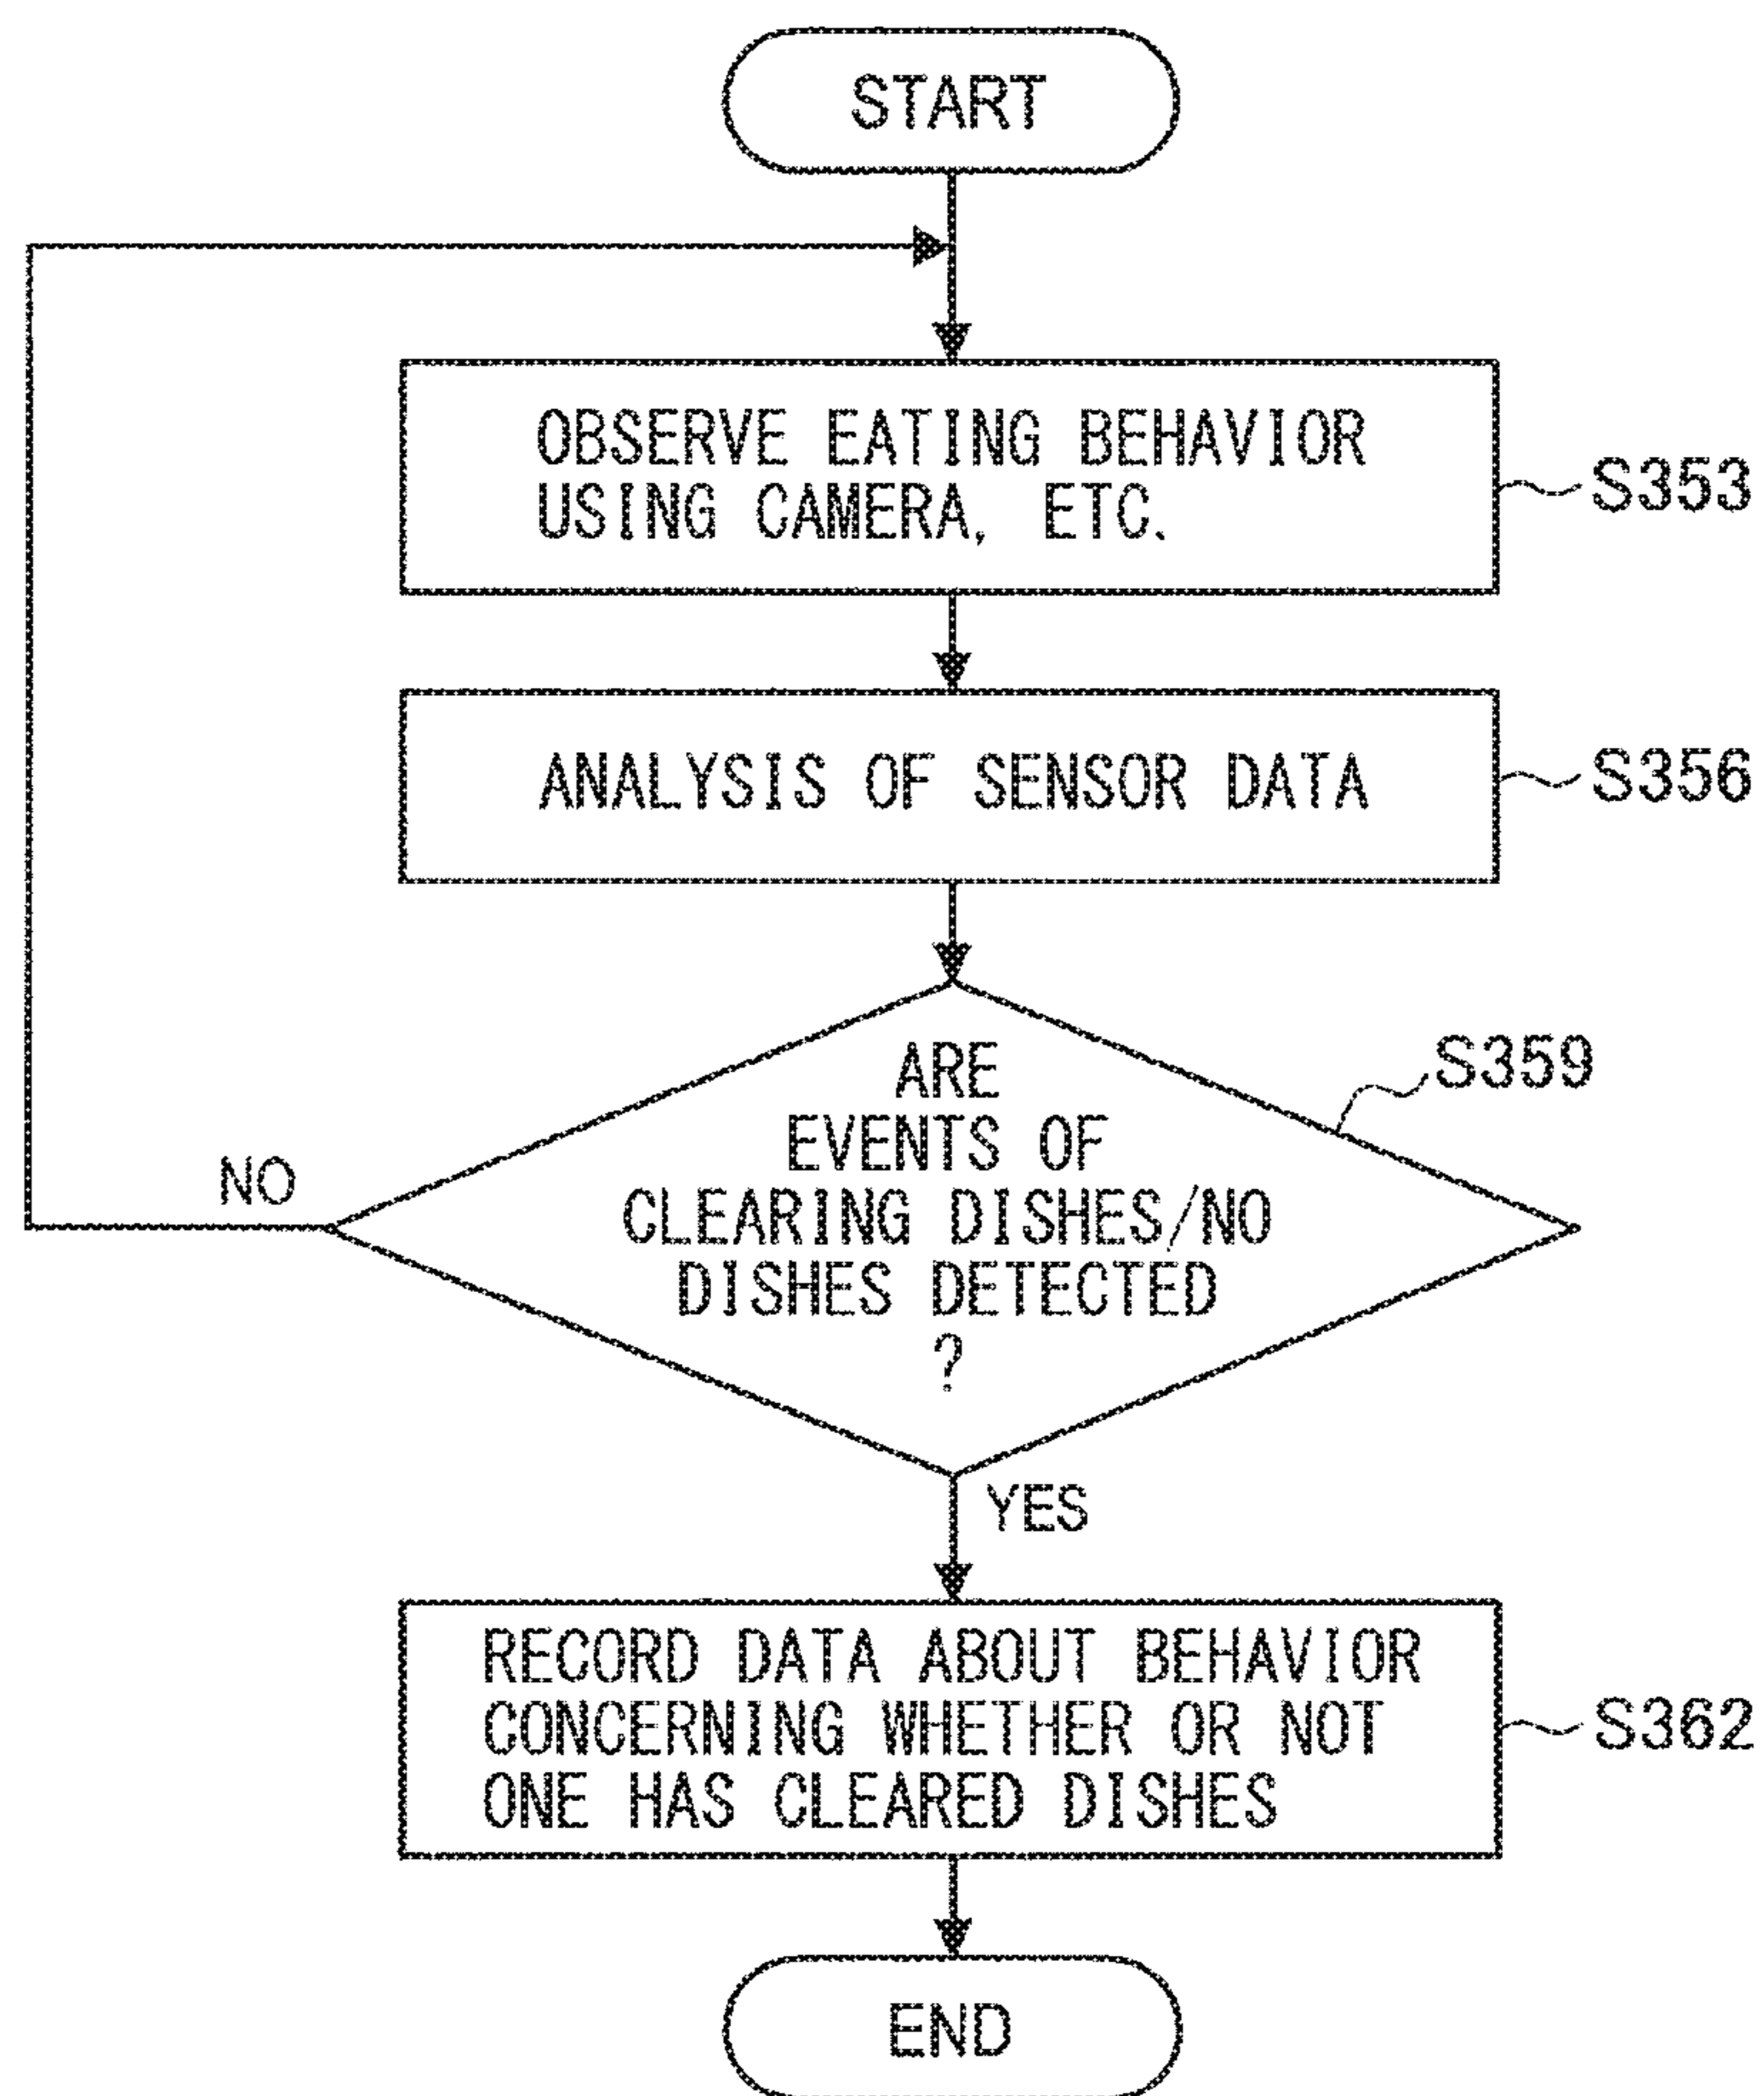 START
OBSERVE EATING BEHAVIOR
USING CAMERA, ETC.
S353
ANALYSIS OF SENSOR DATA
S356
ARE
EVENTS OF
CLEARING DISHES/NO
DISHES DETECTED
?
S359
NO
YES
RECORD DATA ABOUT BEHAVIOR
CONCERNING WHETHER OR NOT
ONE HAS CLEARED DISHES
S362
END